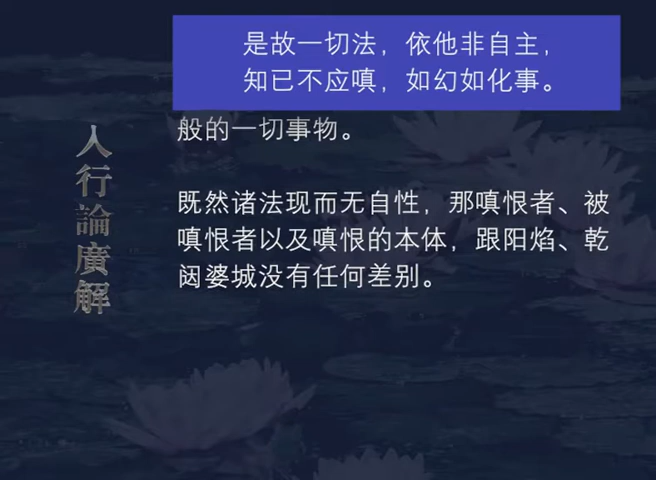 是故一切法，依他非自主，
知已不应嗔，如幻如化事。
般的一切事物。
既然诸法现而无自性，那嗔恨者、被
嗔恨者以及嗔恨的本体，跟阳焰、乾
闼婆城没有任何差别。
入行論廣解